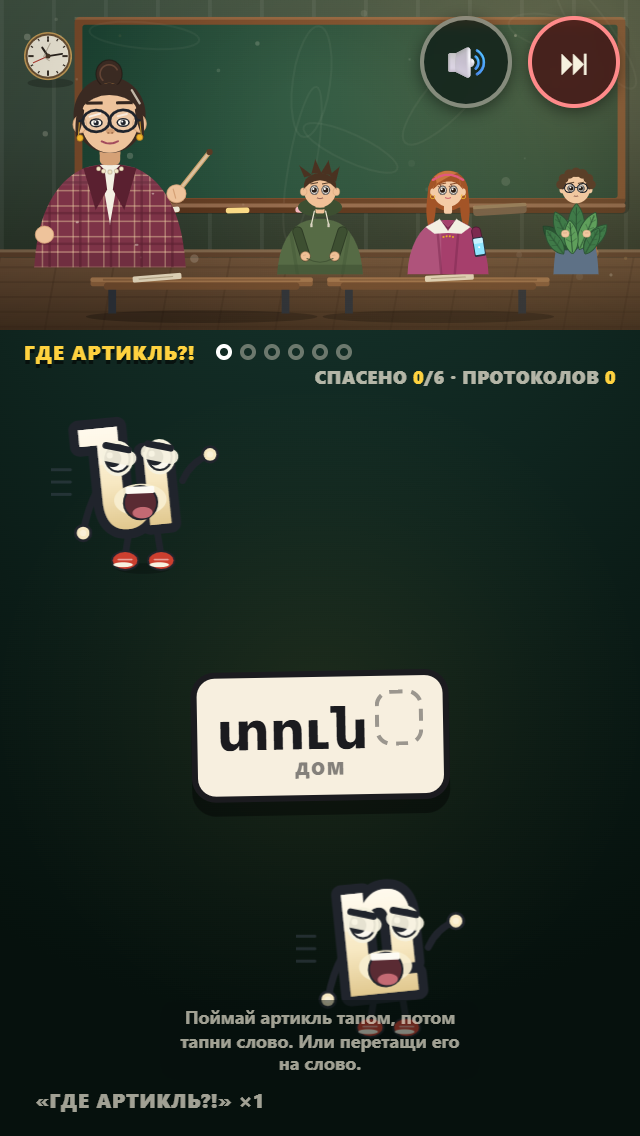 ГДЕ АРТИКЛЬ?!
СПАСЕНО 0/6 · ПРОТОКОЛОВ 0
և
տուն
ДОМ
ը
Поймай артикль тапом, потом
тапни слово. Или перетащи его
на слово.
«ГДЕ АРТИКЛЬ?!» ×1